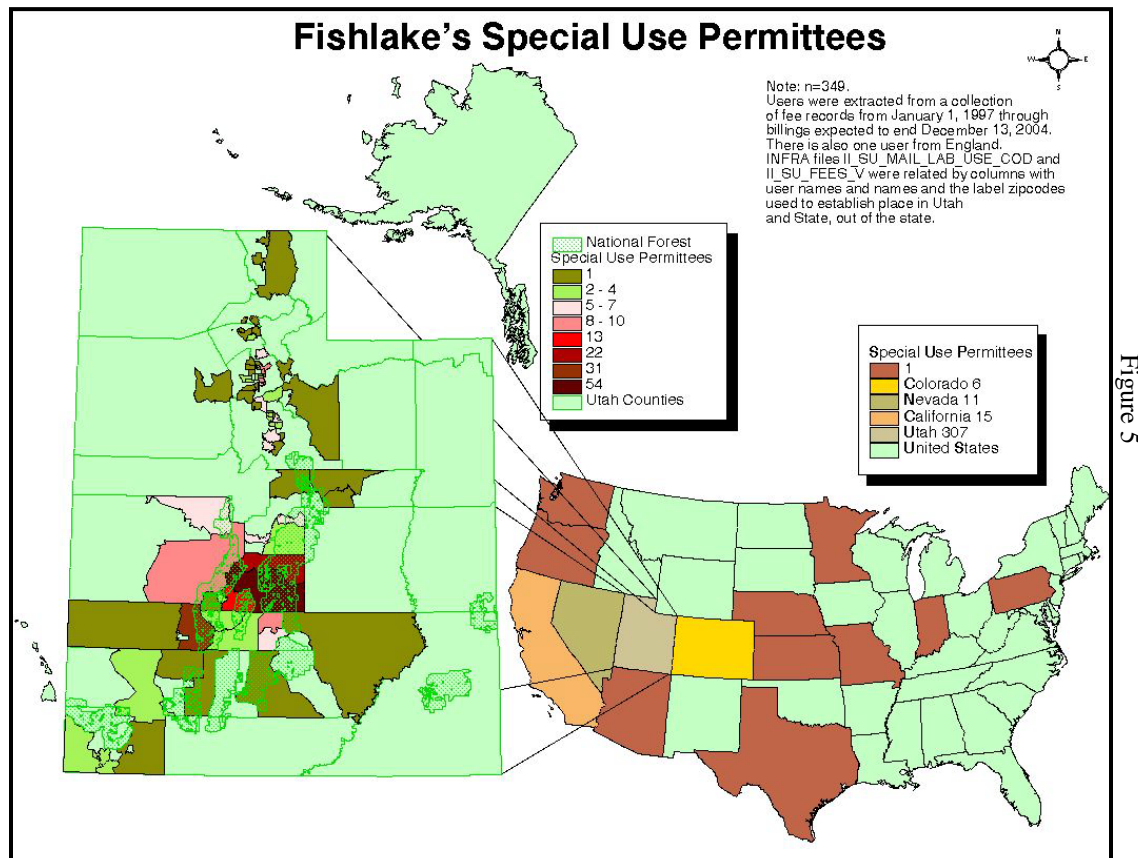 Fishlake's Special Use Permittees
N
W
E
S
Note: n=349.
Users were extracted from a collection
of fee records from January 1, 1997 through
billings expected to end December 13, 2004.
There is also one user from England.
INFRA files II_SU_MAIL_LAB_USE_COD and
II_SU_FEES_V were related by columns with
user names and names and the label zipcodes
used to establish place in Utah
and State, out of the state.
National Forest
Special Use Permittees
1
2 - 4
5 - 7
8 - 10
13
22
31
54
Utah Counties
Special Use Permittees
1
Colorado 6
Nevada 11
California 15
Utah 307
United States
Figure 5